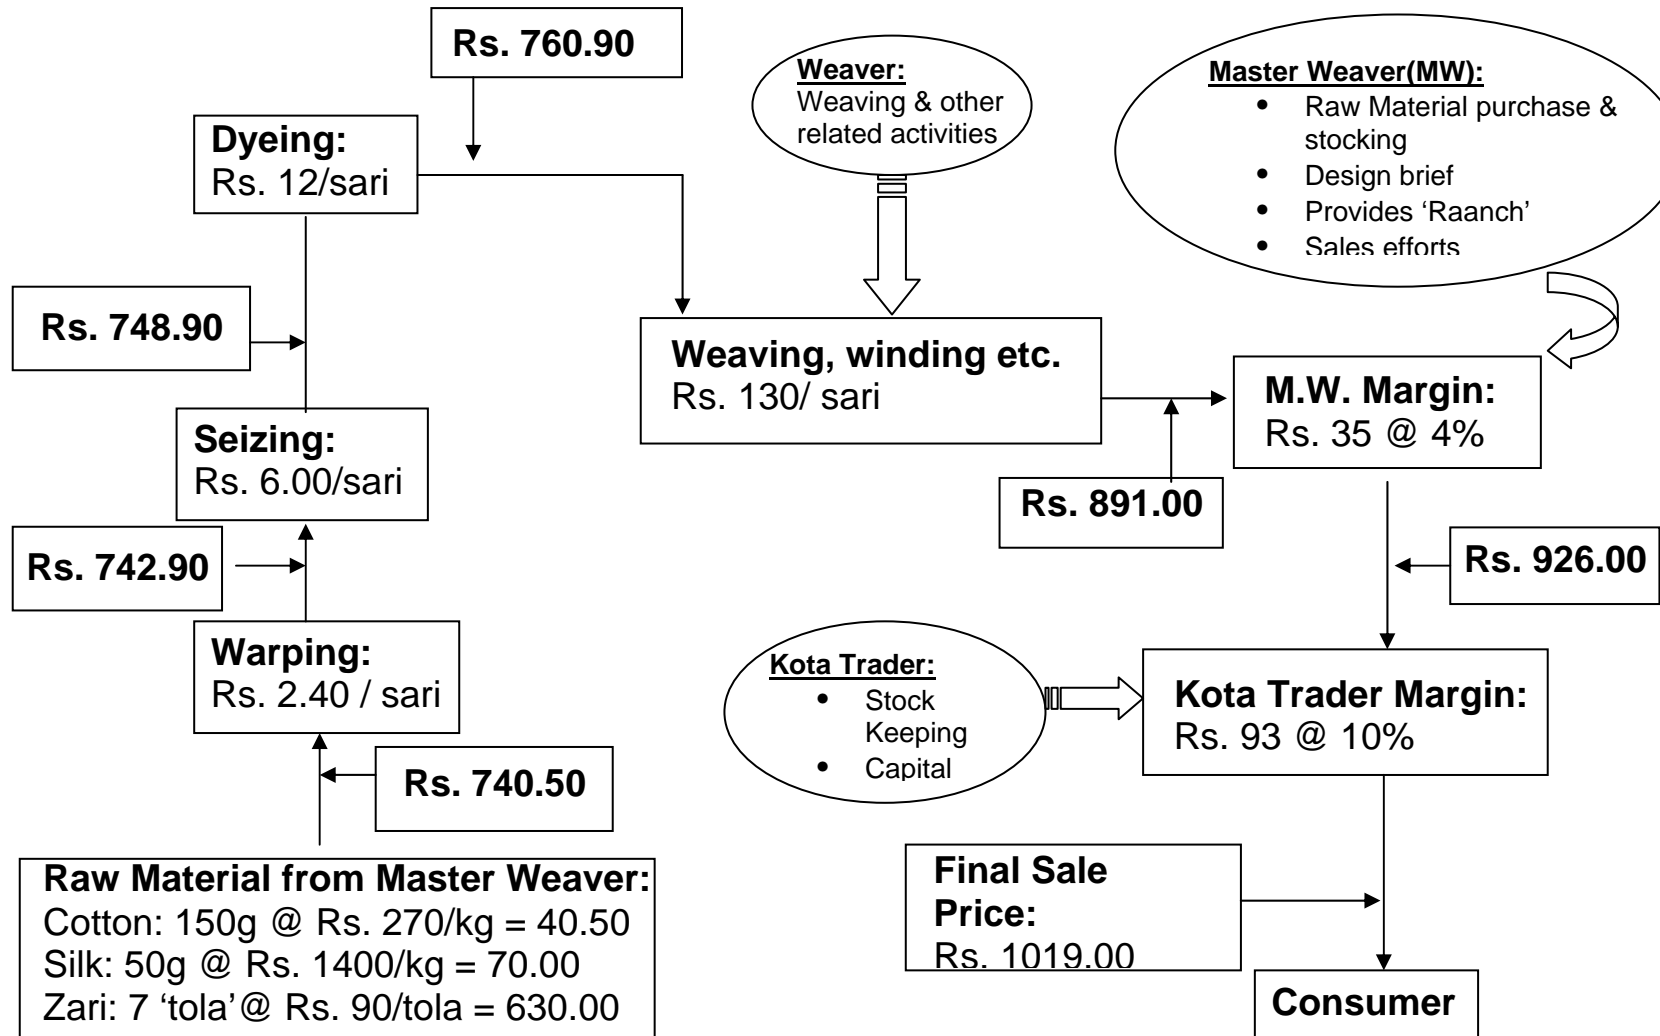 Rs. 760.90
Weaver:
Weaving & other
related activities
Master Weaver(MW):
• Raw Material purchase &
stocking
• Design brief
• Provides ‘Raanch’
• Sales efforts
Dyeing:
Rs. 12/sari
Rs. 748.90
Weaving, winding etc.
Rs. 130/ sari
M.W. Margin:
Rs. 35 @ 4%
Seizing:
Rs. 6.00/sari
Rs. 891.00
Rs. 742.90
Rs. 926.00
Warping:
Rs. 2.40 / sari
Kota Trader:
• Stock
Keeping
• Capital
Kota Trader Margin:
Rs. 93 @ 10%
Rs. 740.50
Raw Material from Master Weaver:
Cotton: 150g @ Rs. 270/kg = 40.50
Silk: 50g @ Rs. 1400/kg = 70.00
Zari: 7 ‘tola’@ Rs. 90/tola = 630.00
Final Sale
Price:
Rs. 1019.00
Consumer